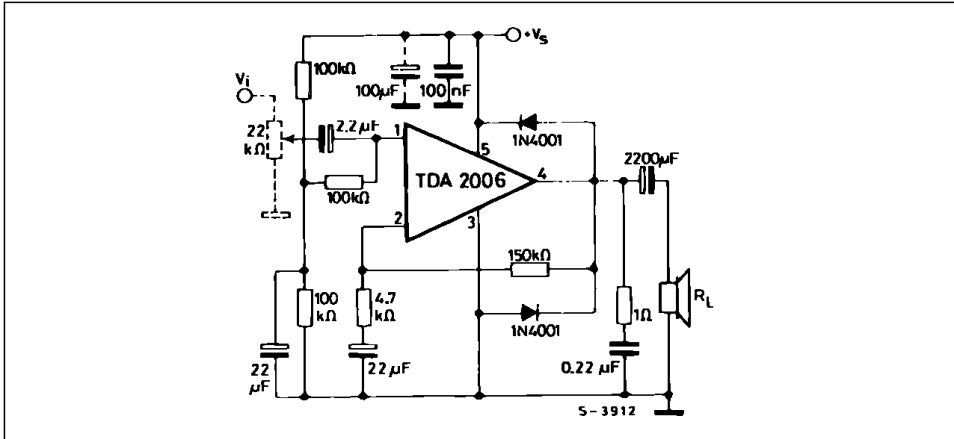 +Vs
100kΩ
100μF
100nF
Vi
22
kΩ
2.2μF
1
5
1N4001
2200μF
TDA 2006
4
100kΩ
2
3
150kΩ
100
kΩ
4.7
kΩ
1N4001
1Ω
RL
22
μF
22μF
0.22μF
S-3912